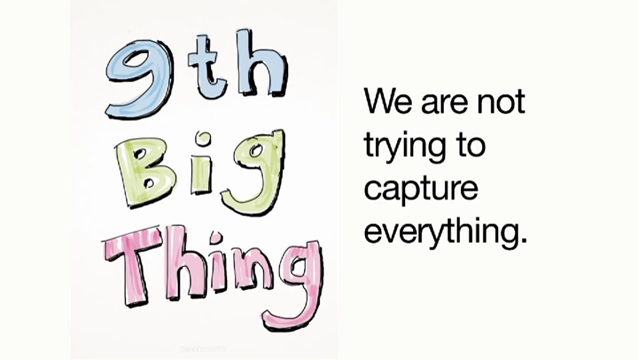 9th
Big
Thing
We are not
trying to
capture
everything.